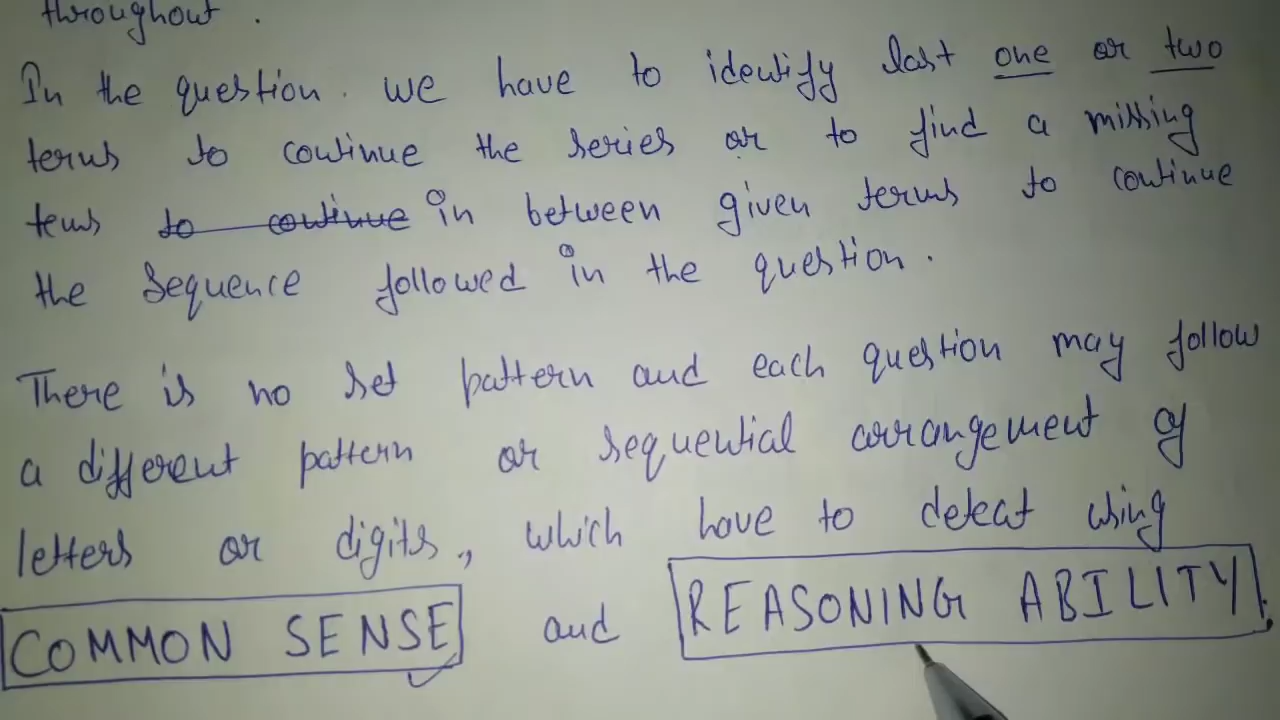 throughout.
In the question. we have to identify last one or two
terms to continue the series or to find a missing
tems to continue in between given terms to continue
the sequence followed in the question.
There is no set pattern and each question may follow
a different pattern or sequential arrangement of
letters or digits, which have to detect using
COMMON SENSE and REASONING ABILITY.